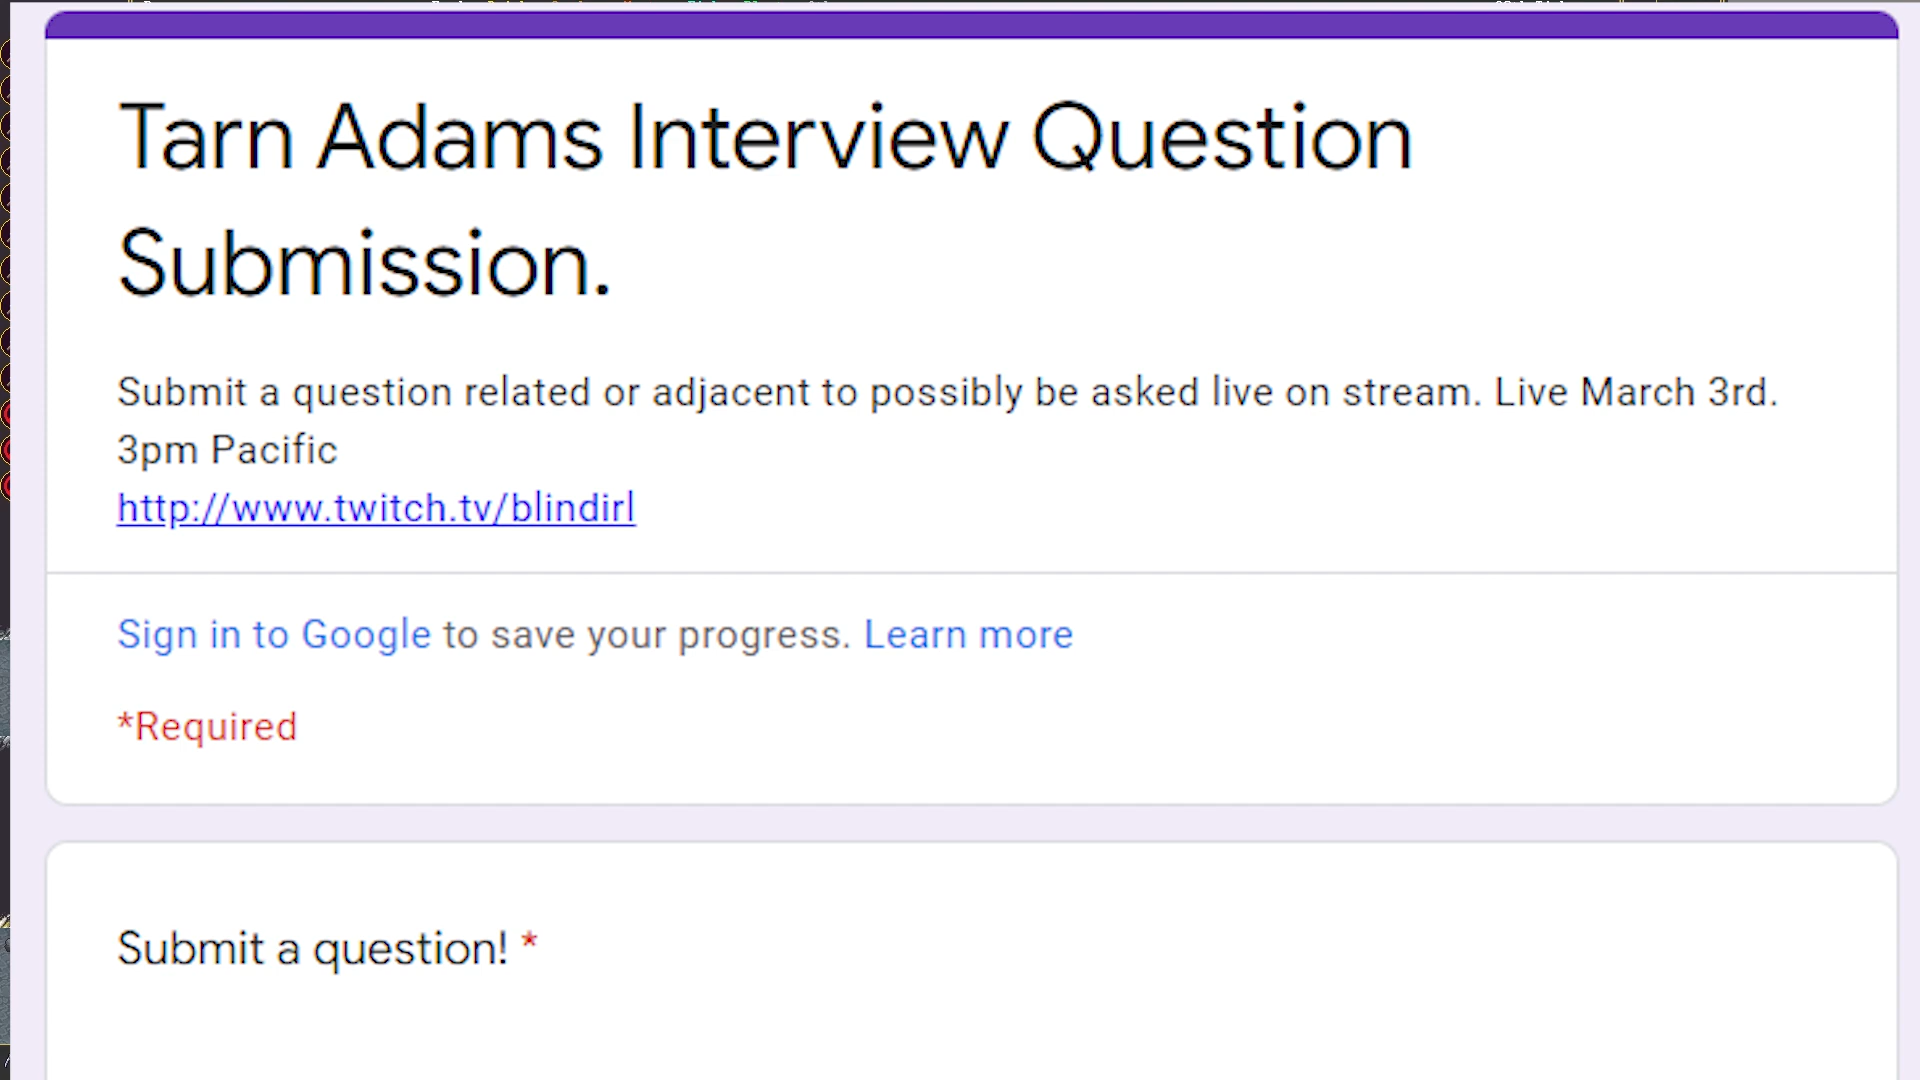 Tarn Adams Interview Question
Submission.
Submit a question related or adjacent to possibly be asked live on stream. Live March 3rd.
3pm Pacific
http://www.twitch.tv/blindirl
Sign in to Google to save your progress. Learn more
*Required
Submit a question! *